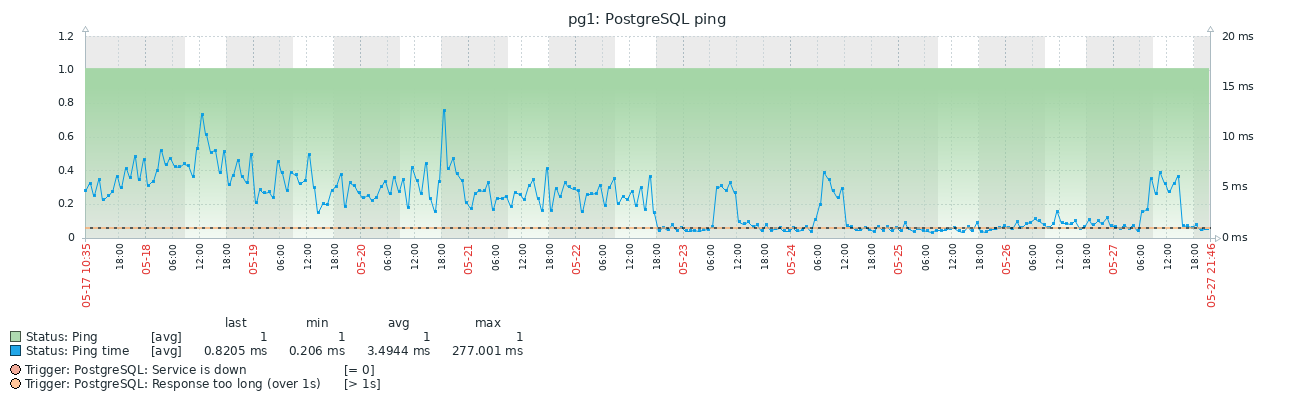 pg1: PostgreSQL ping
1.2 20 ms
1.0
15 ms
0.8
0.6 10 ms
0.4
5 ms
0.2
0 0 ms
05-17 10:35 18:00 05-18 06:00 12:00 18:00 05-19 06:00 12:00 18:00 05-20 06:00 12:00 18:00 05-21 06:00 12:00 18:00 05-22 06:00 12:00 18:00 05-23 06:00 12:00 18:00 05-24 06:00 12:00 18:00 05-25 06:00 12:00 18:00 05-26 06:00 12:00 18:00 05-27 06:00 12:00 18:00 05-27 21:46
last min avg max
Status: Ping [avg] 1 1 1 1
Status: Ping time [avg] 0.8205 ms 0.206 ms 3.4944 ms 277.001 ms
Trigger: PostgreSQL: Service is down [= 0]
Trigger: PostgreSQL: Response too long (over 1s) [> 1s]